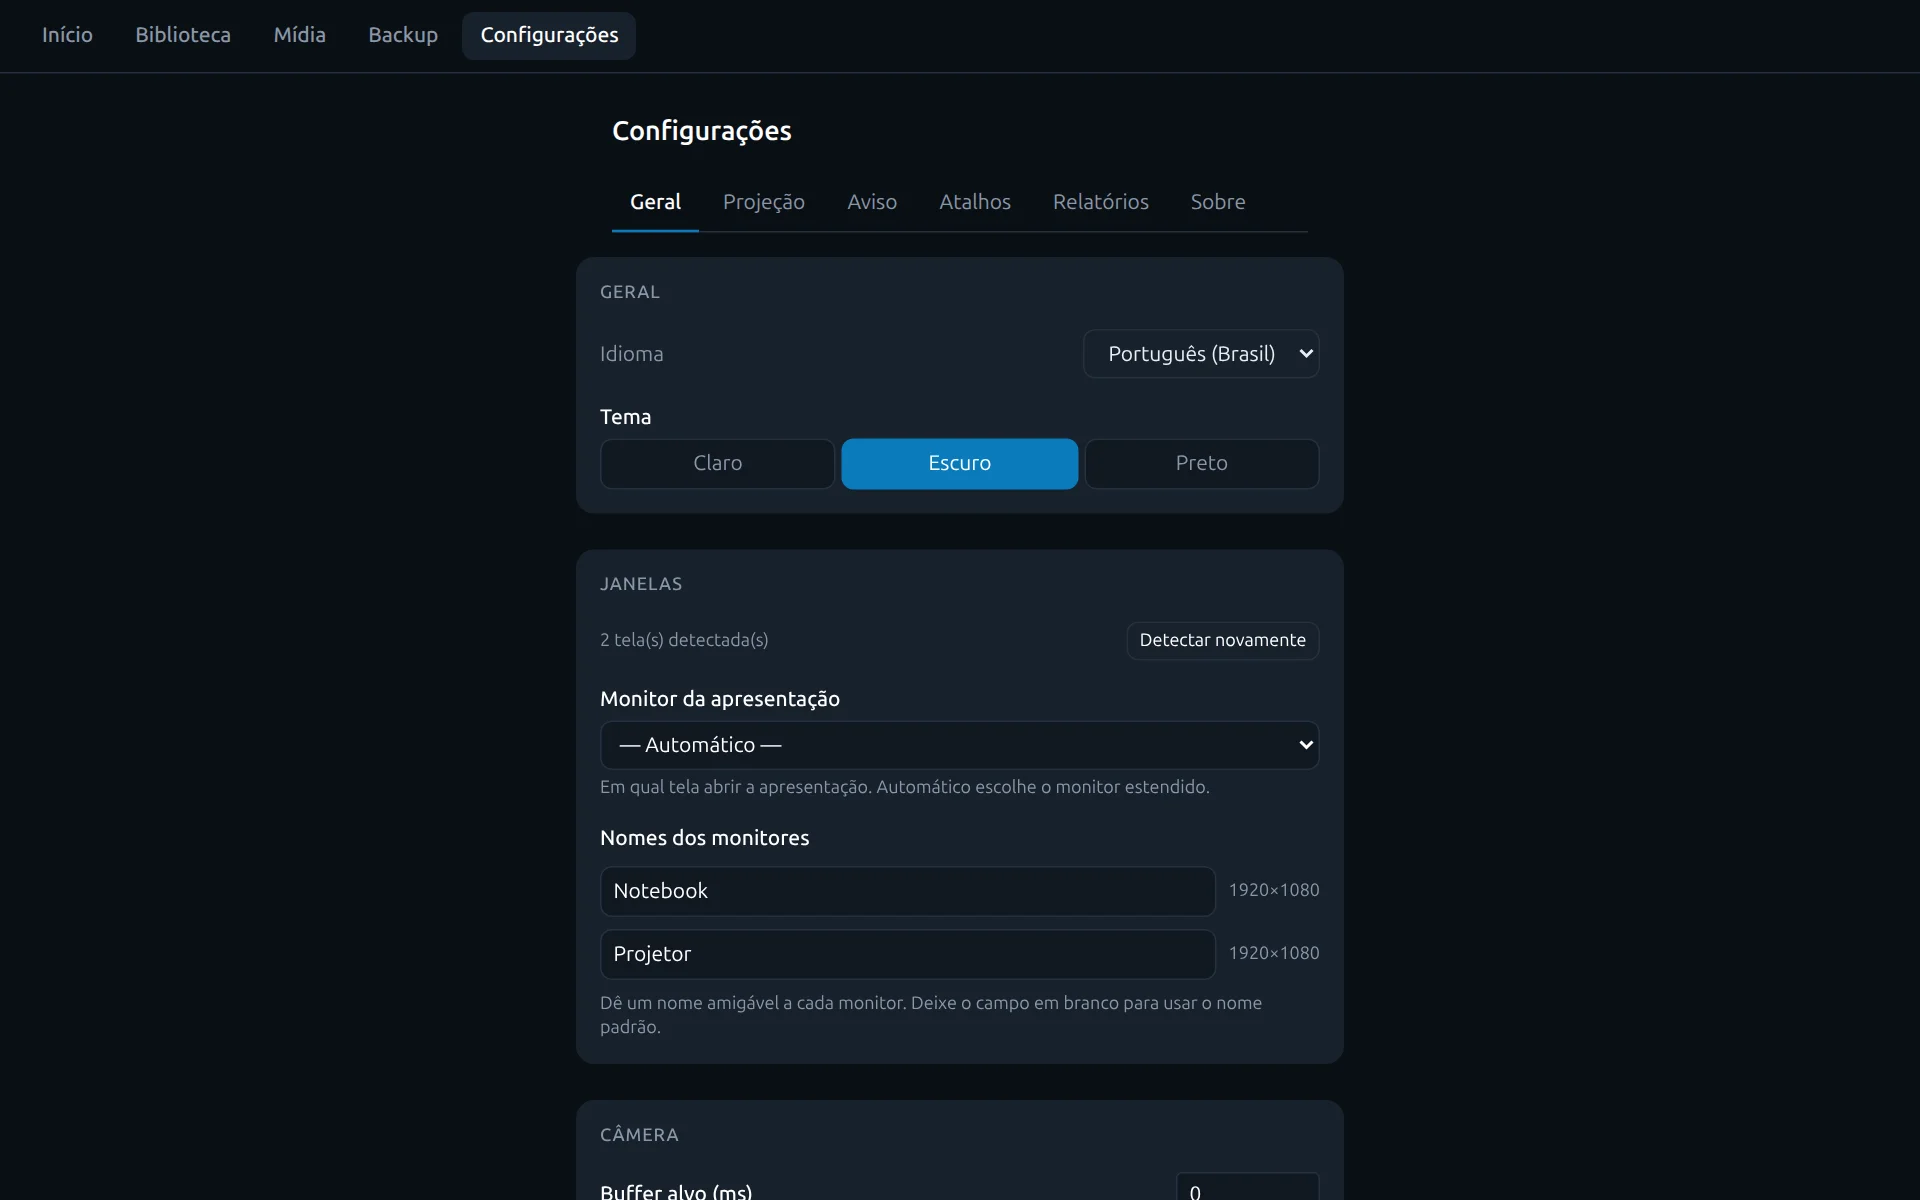 Início Biblioteca Mídia Backup Configurações
Configurações
Geral Projeção Aviso Atalhos Relatórios Sobre
GERAL
Idioma Português (Brasil)
Tema
Claro Escuro Preto
JANELAS
2 tela(s) detectada(s) Detectar novamente
Monitor da apresentação
— Automático —
Em qual tela abrir a apresentação. Automático escolhe o monitor estendido.
Nomes dos monitores
Notebook 1920×1080
Projetor 1920×1080
Dê um nome amigável a cada monitor. Deixe o campo em branco para usar o nome
padrão.
CÂMERA
Buffer alvo (ms) 0